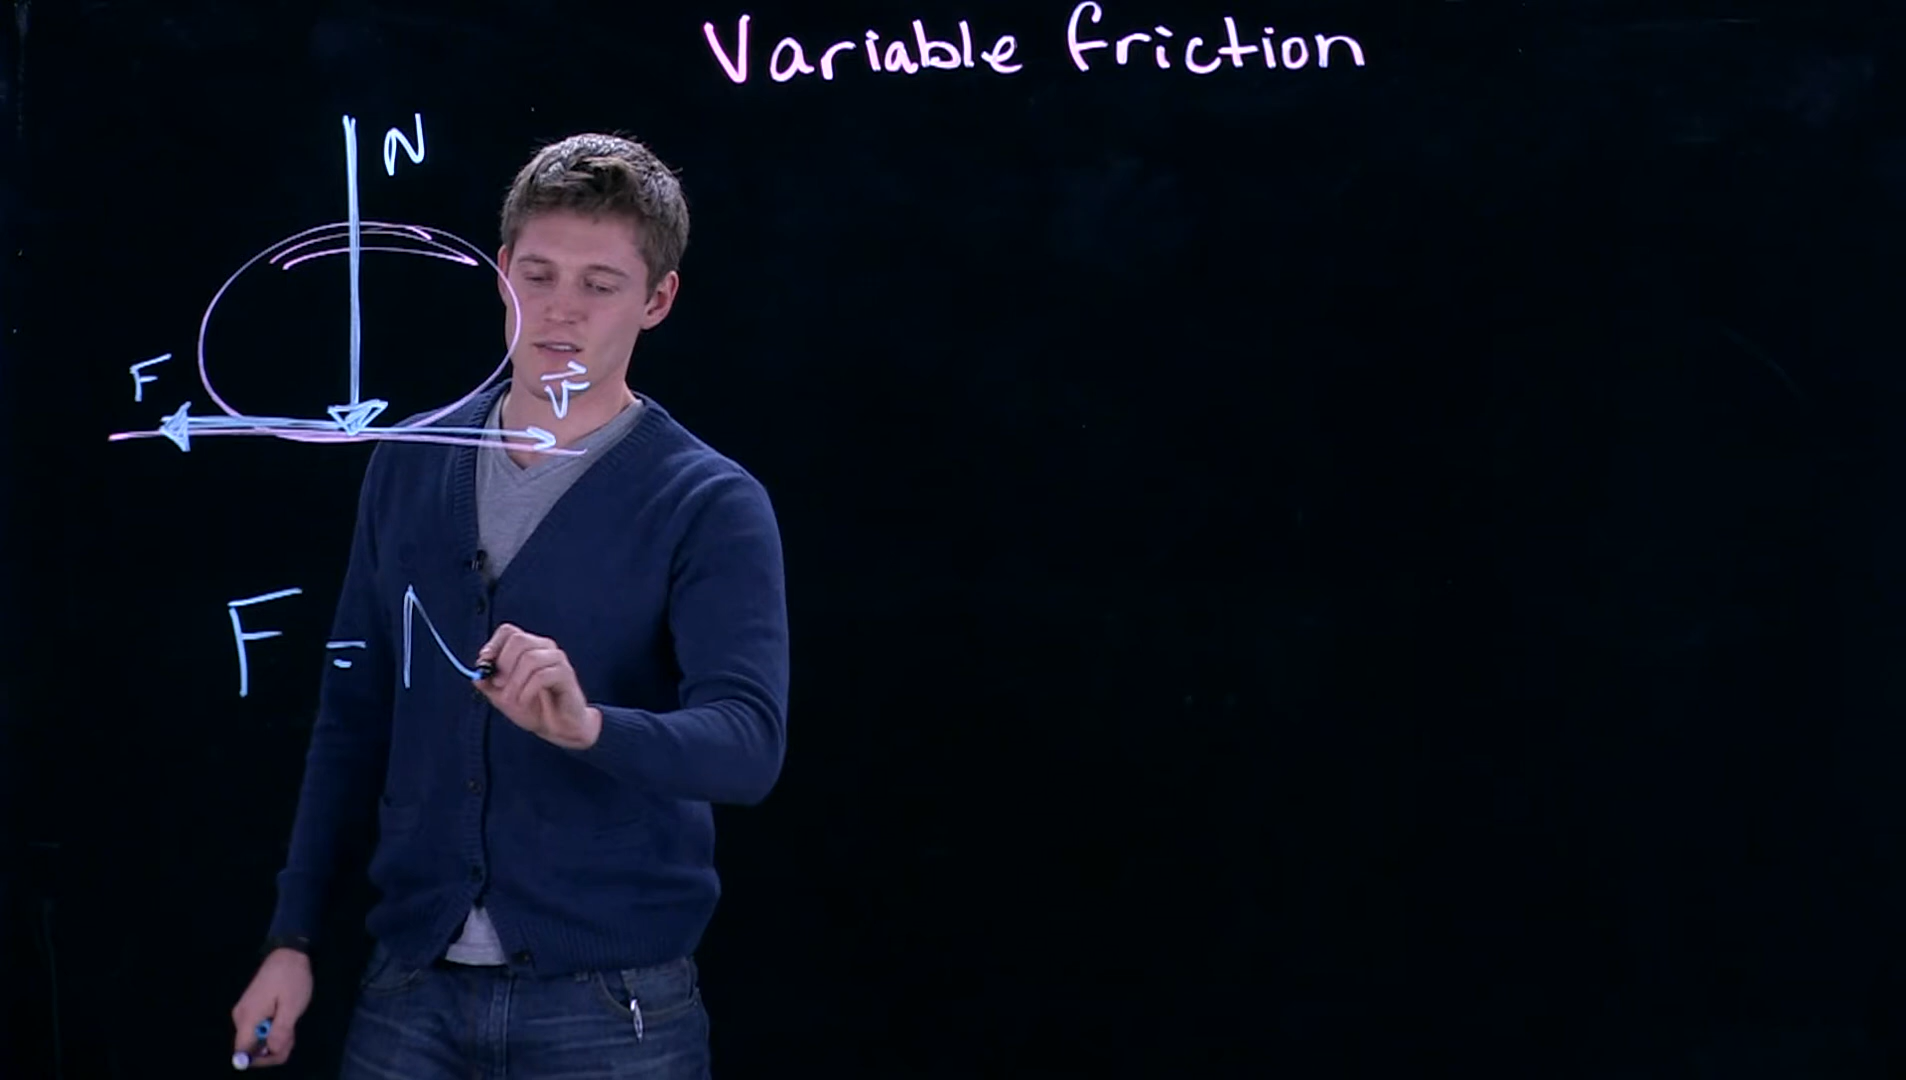 Variable friction
N
F
v⃗
F = N